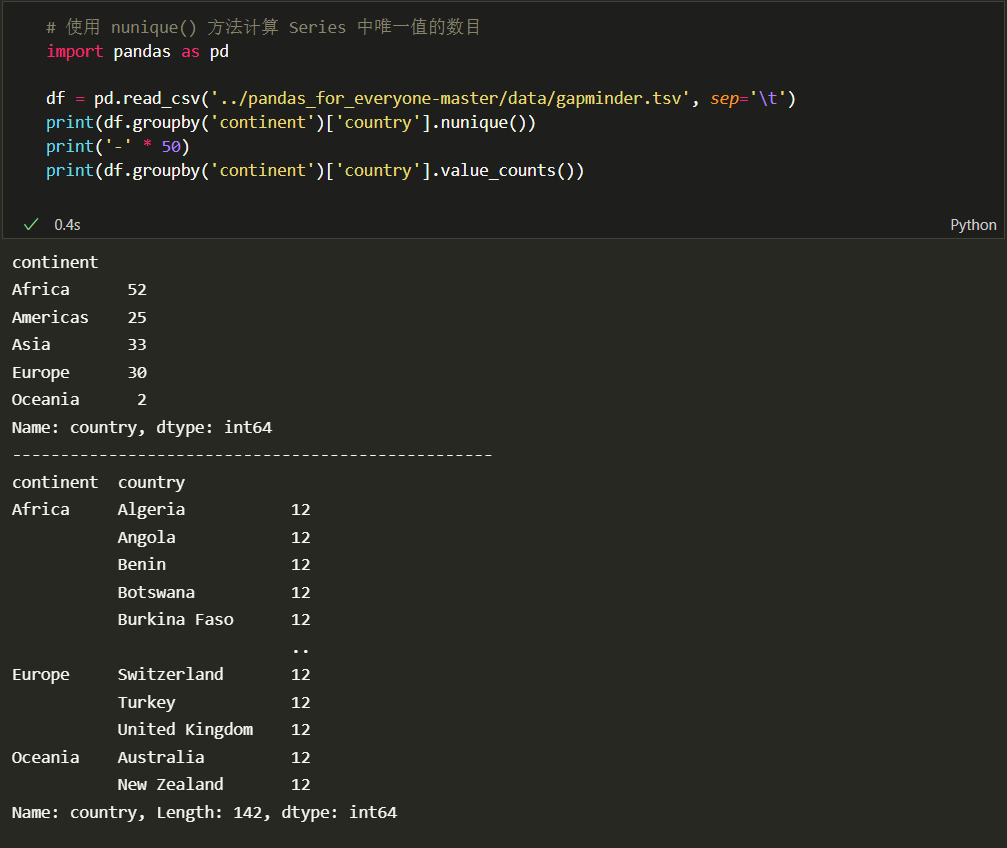 # 使用 nunique() 方法计算 Series 中唯一值的数目
import pandas as pd
df = pd.read_csv('../pandas_for_everyone-master/data/gapminder.tsv', sep='\t')
print(df.groupby('continent')['country'].nunique())
print('-' * 50)
print(df.groupby('continent')['country'].value_counts())
0.4s Python
continent
Africa      52
Americas    25
Asia        33
Europe      30
Oceania      2
Name: country, dtype: int64
--------------------------------------------------
continent  country
Africa     Algeria           12
           Angola            12
           Benin             12
           Botswana          12
           Burkina Faso      12
                             ..
Europe     Switzerland       12
           Turkey            12
           United Kingdom    12
Oceania    Australia         12
           New Zealand       12
Name: country, Length: 142, dtype: int64